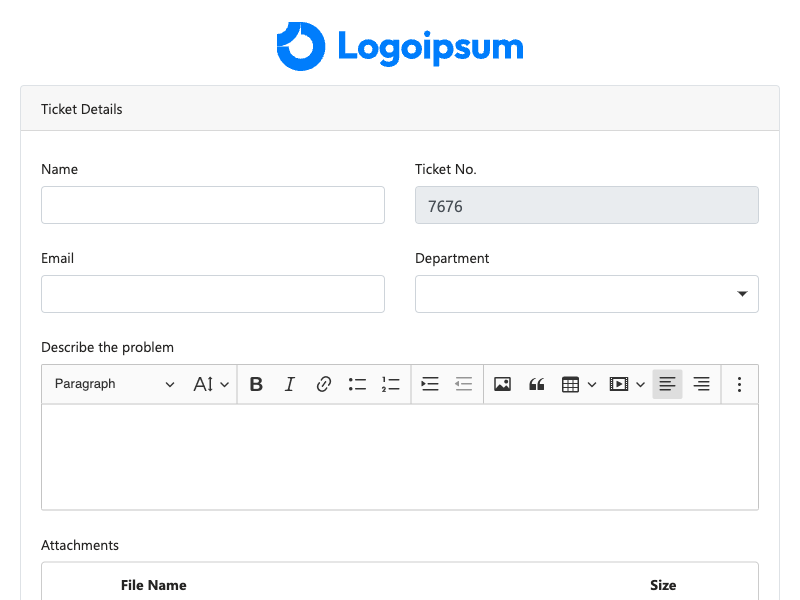 Logoipsum
Ticket Details
Name
Ticket No.
7676
Email
Department
Describe the problem
Paragraph
Attachments
File Name
Size